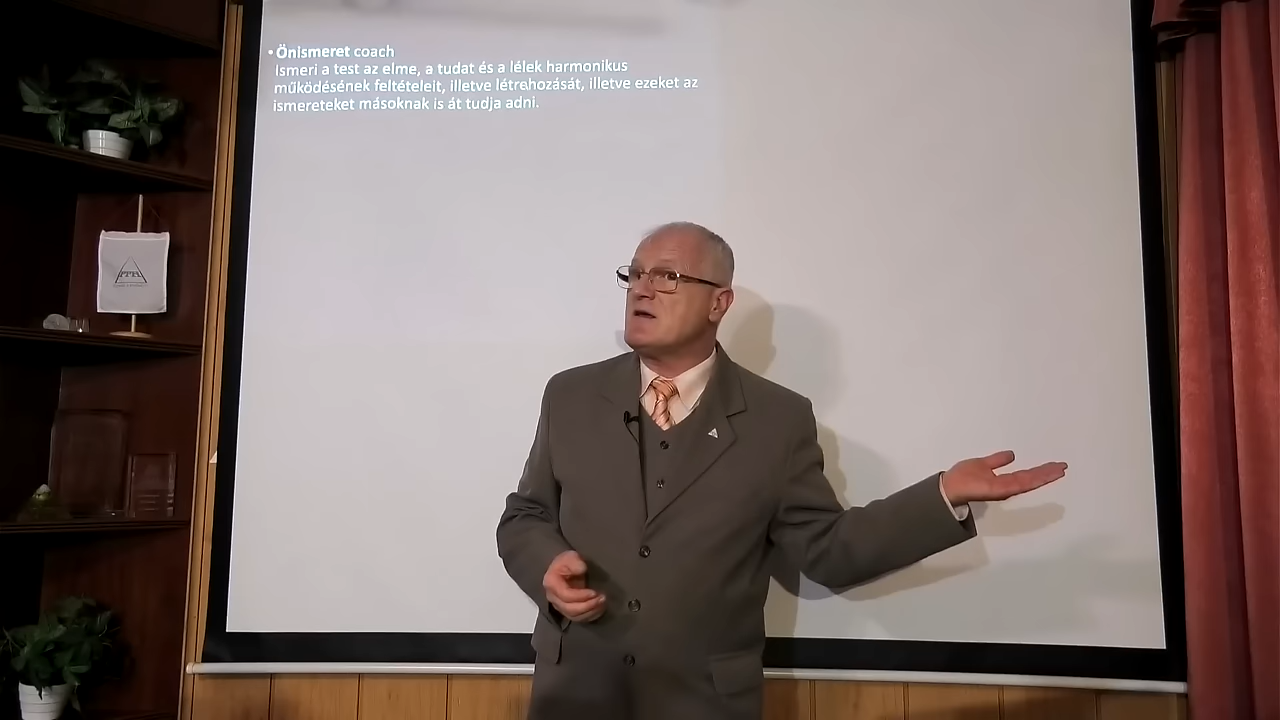 • Önismeret coach
Ismeri a test az elme, a tudat és a lélek harmonikus
működésének feltételeit, illetve létrehozását, illetve ezeket az
ismereteket másoknak is át tudja adni.